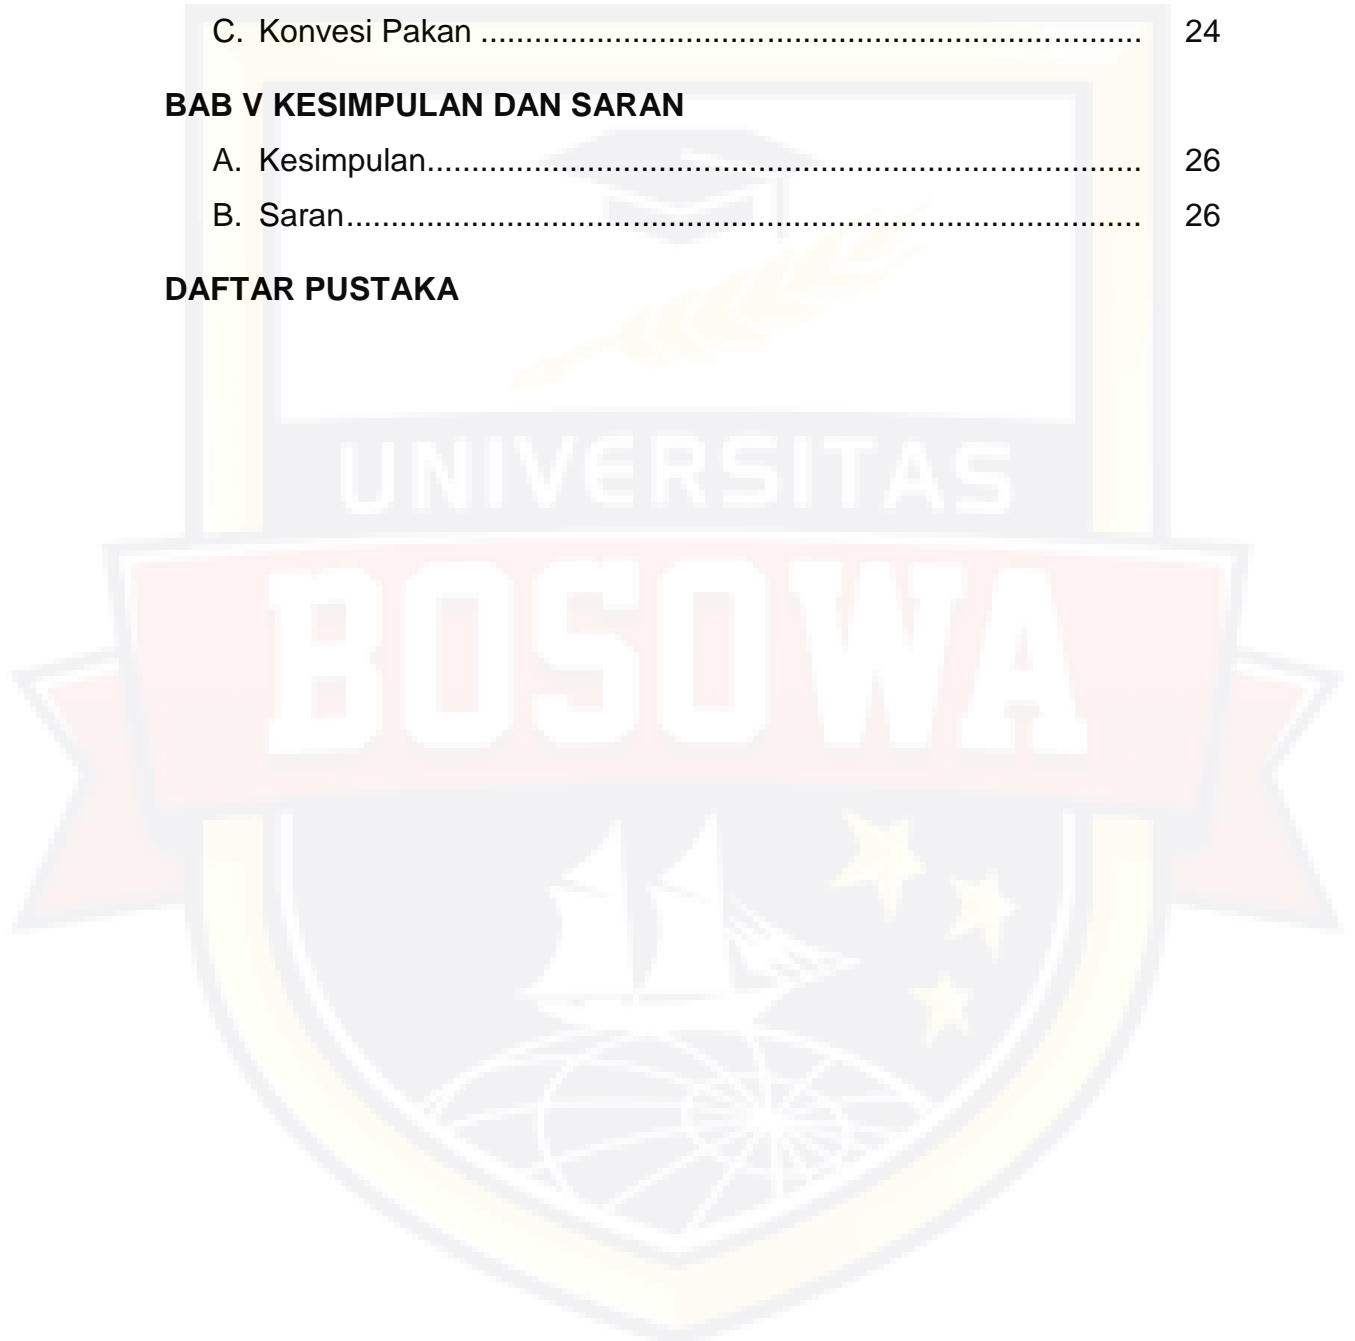 C. Konvesi Pakan ........................................................................... 24
BAB V KESIMPULAN DAN SARAN
A. Kesimpulan................................................................................. 26
B. Saran.......................................................................................... 26
DAFTAR PUSTAKA
UNIVERSITAS
BOSOWA